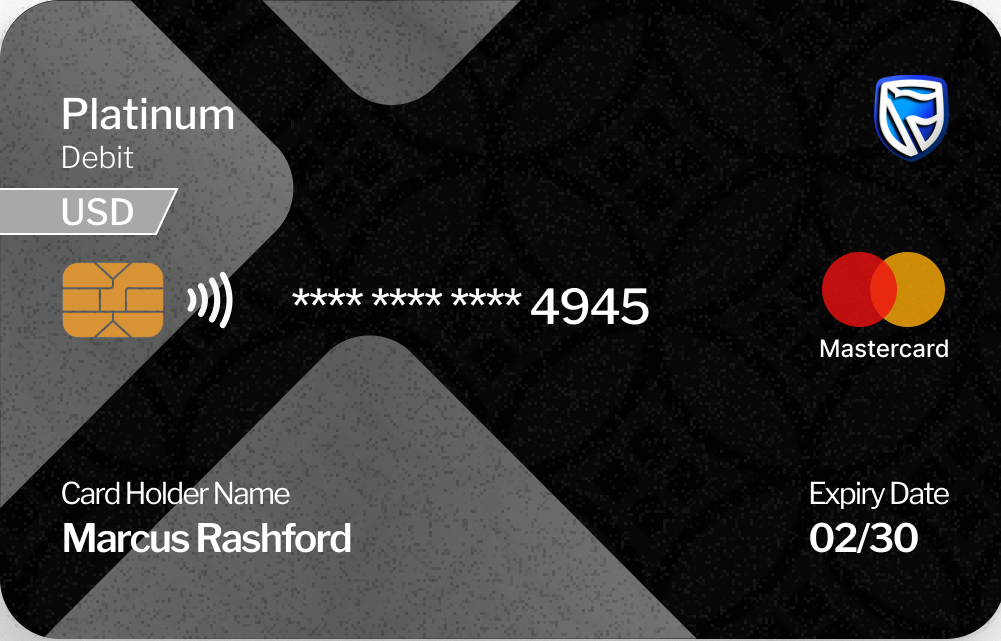 Platinum
Debit
USD
**** **** **** 4945
Mastercard
Card Holder Name
Marcus Rashford
Expiry Date
02/30